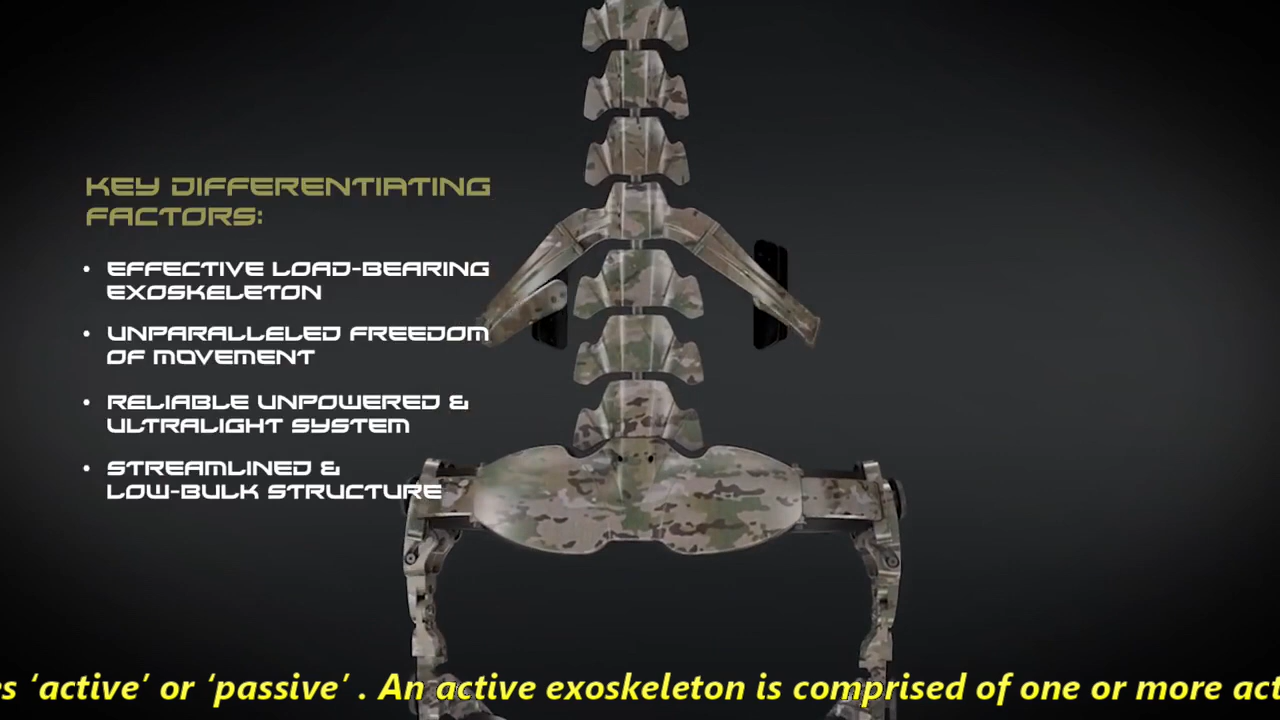 KEY DIFFERENTIATING
FACTORS:
• EFFECTIVE LOAD-BEARING
EXOSKELETON
• UNPARALLELED FREEDOM
OF MOVEMENT
• RELIABLE UNPOWERED &
ULTRALIGHT SYSTEM
• STREAMLINED &
LOW-BULK STRUCTURE
‘active’ or ‘passive’ . An active exoskeleton is comprised of one or more